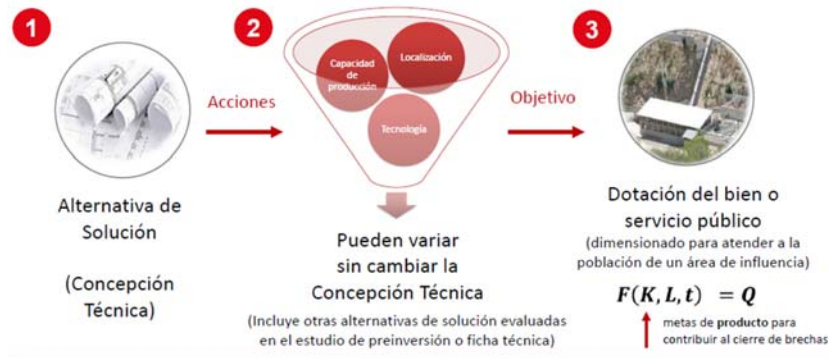 1
Alternativa de
Solución
(Concepción
Técnica)
Acciones
2
Capacidad
de
producción
Localización
Tecnología
Pueden variar
sin cambiar la
Concepción Técnica
(Incluye otras alternativas de solución evaluadas
en el estudio de preinversión o ficha técnica)
Objetivo
3
Dotación del bien o
servicio público
(dimensionado para atender a la
población de un área de influencia)
F(K, L, t) = Q
metas de producto para
contribuir al cierre de brechas